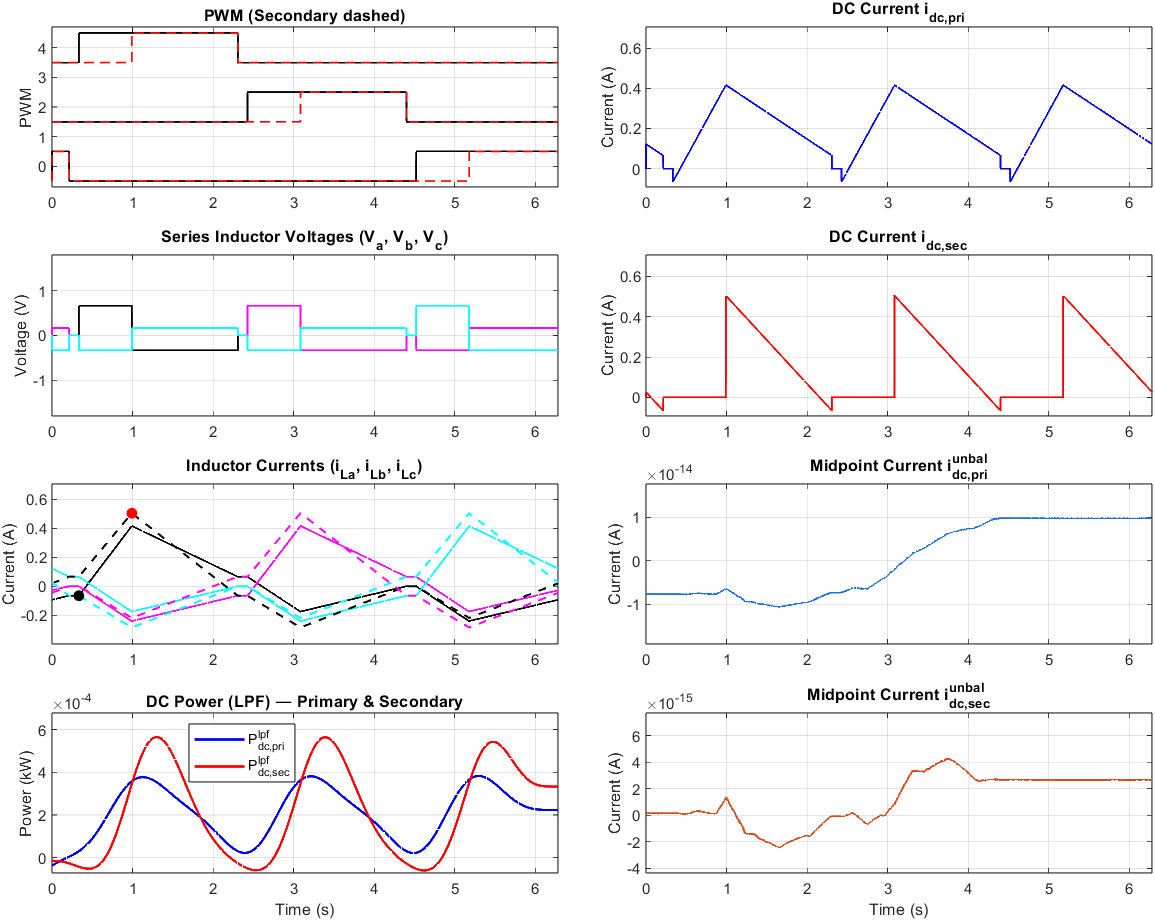 PWM (Secondary dashed)
PWM
4
3
2
1
0
0 1 2 3 4 5 6
DC Current i_dc,pri
Current (A)
0.6
0.4
0.2
0
0 1 2 3 4 5 6
Series Inductor Voltages (V_a, V_b, V_c)
Voltage (V)
1
0
-1
0 1 2 3 4 5 6
DC Current i_dc,sec
Current (A)
0.6
0.4
0.2
0
0 1 2 3 4 5 6
Inductor Currents (i_La, i_Lb, i_Lc)
Current (A)
0.6
0.4
0.2
0
-0.2
0 1 2 3 4 5 6
Midpoint Current i^unbal_dc,pri
×10^-14
Current (A)
1
0
-1
0 1 2 3 4 5 6
DC Power (LPF) — Primary & Secondary
×10^-4
Power (kW)
6
4
2
0
P^lpf_dc,pri
P^lpf_dc,sec
0 1 2 3 4 5 6
Time (s)
Midpoint Current i^unbal_dc,sec
×10^-15
Current (A)
6
4
2
0
-2
-4
0 1 2 3 4 5 6
Time (s)